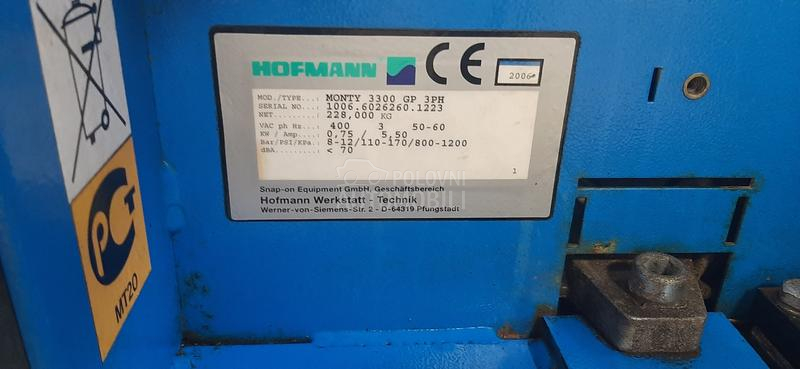 HOFMANN CE 2006
MOD./TYPE...: MONTY 3300 GP 3PH
SERIAL NO...: 1006.6026260.1223
NET.........: 228,000 KG
VAC ph Hz...: 400 3 50-60
KW / Amp....: 0,75 / 5,50
Bar/PSI/KPa.: 8-12/110-170/800-1200
dBA.........: < 70
1
POLOVNI
AUTOMOBILI
Snap-on Equipment GmbH, Geschäftsbereich
Hofmann Werkstatt - Technik
Werner-von-Siemens-Str. 2 - D-64319 Pfungstadt
РСТ
МТ20